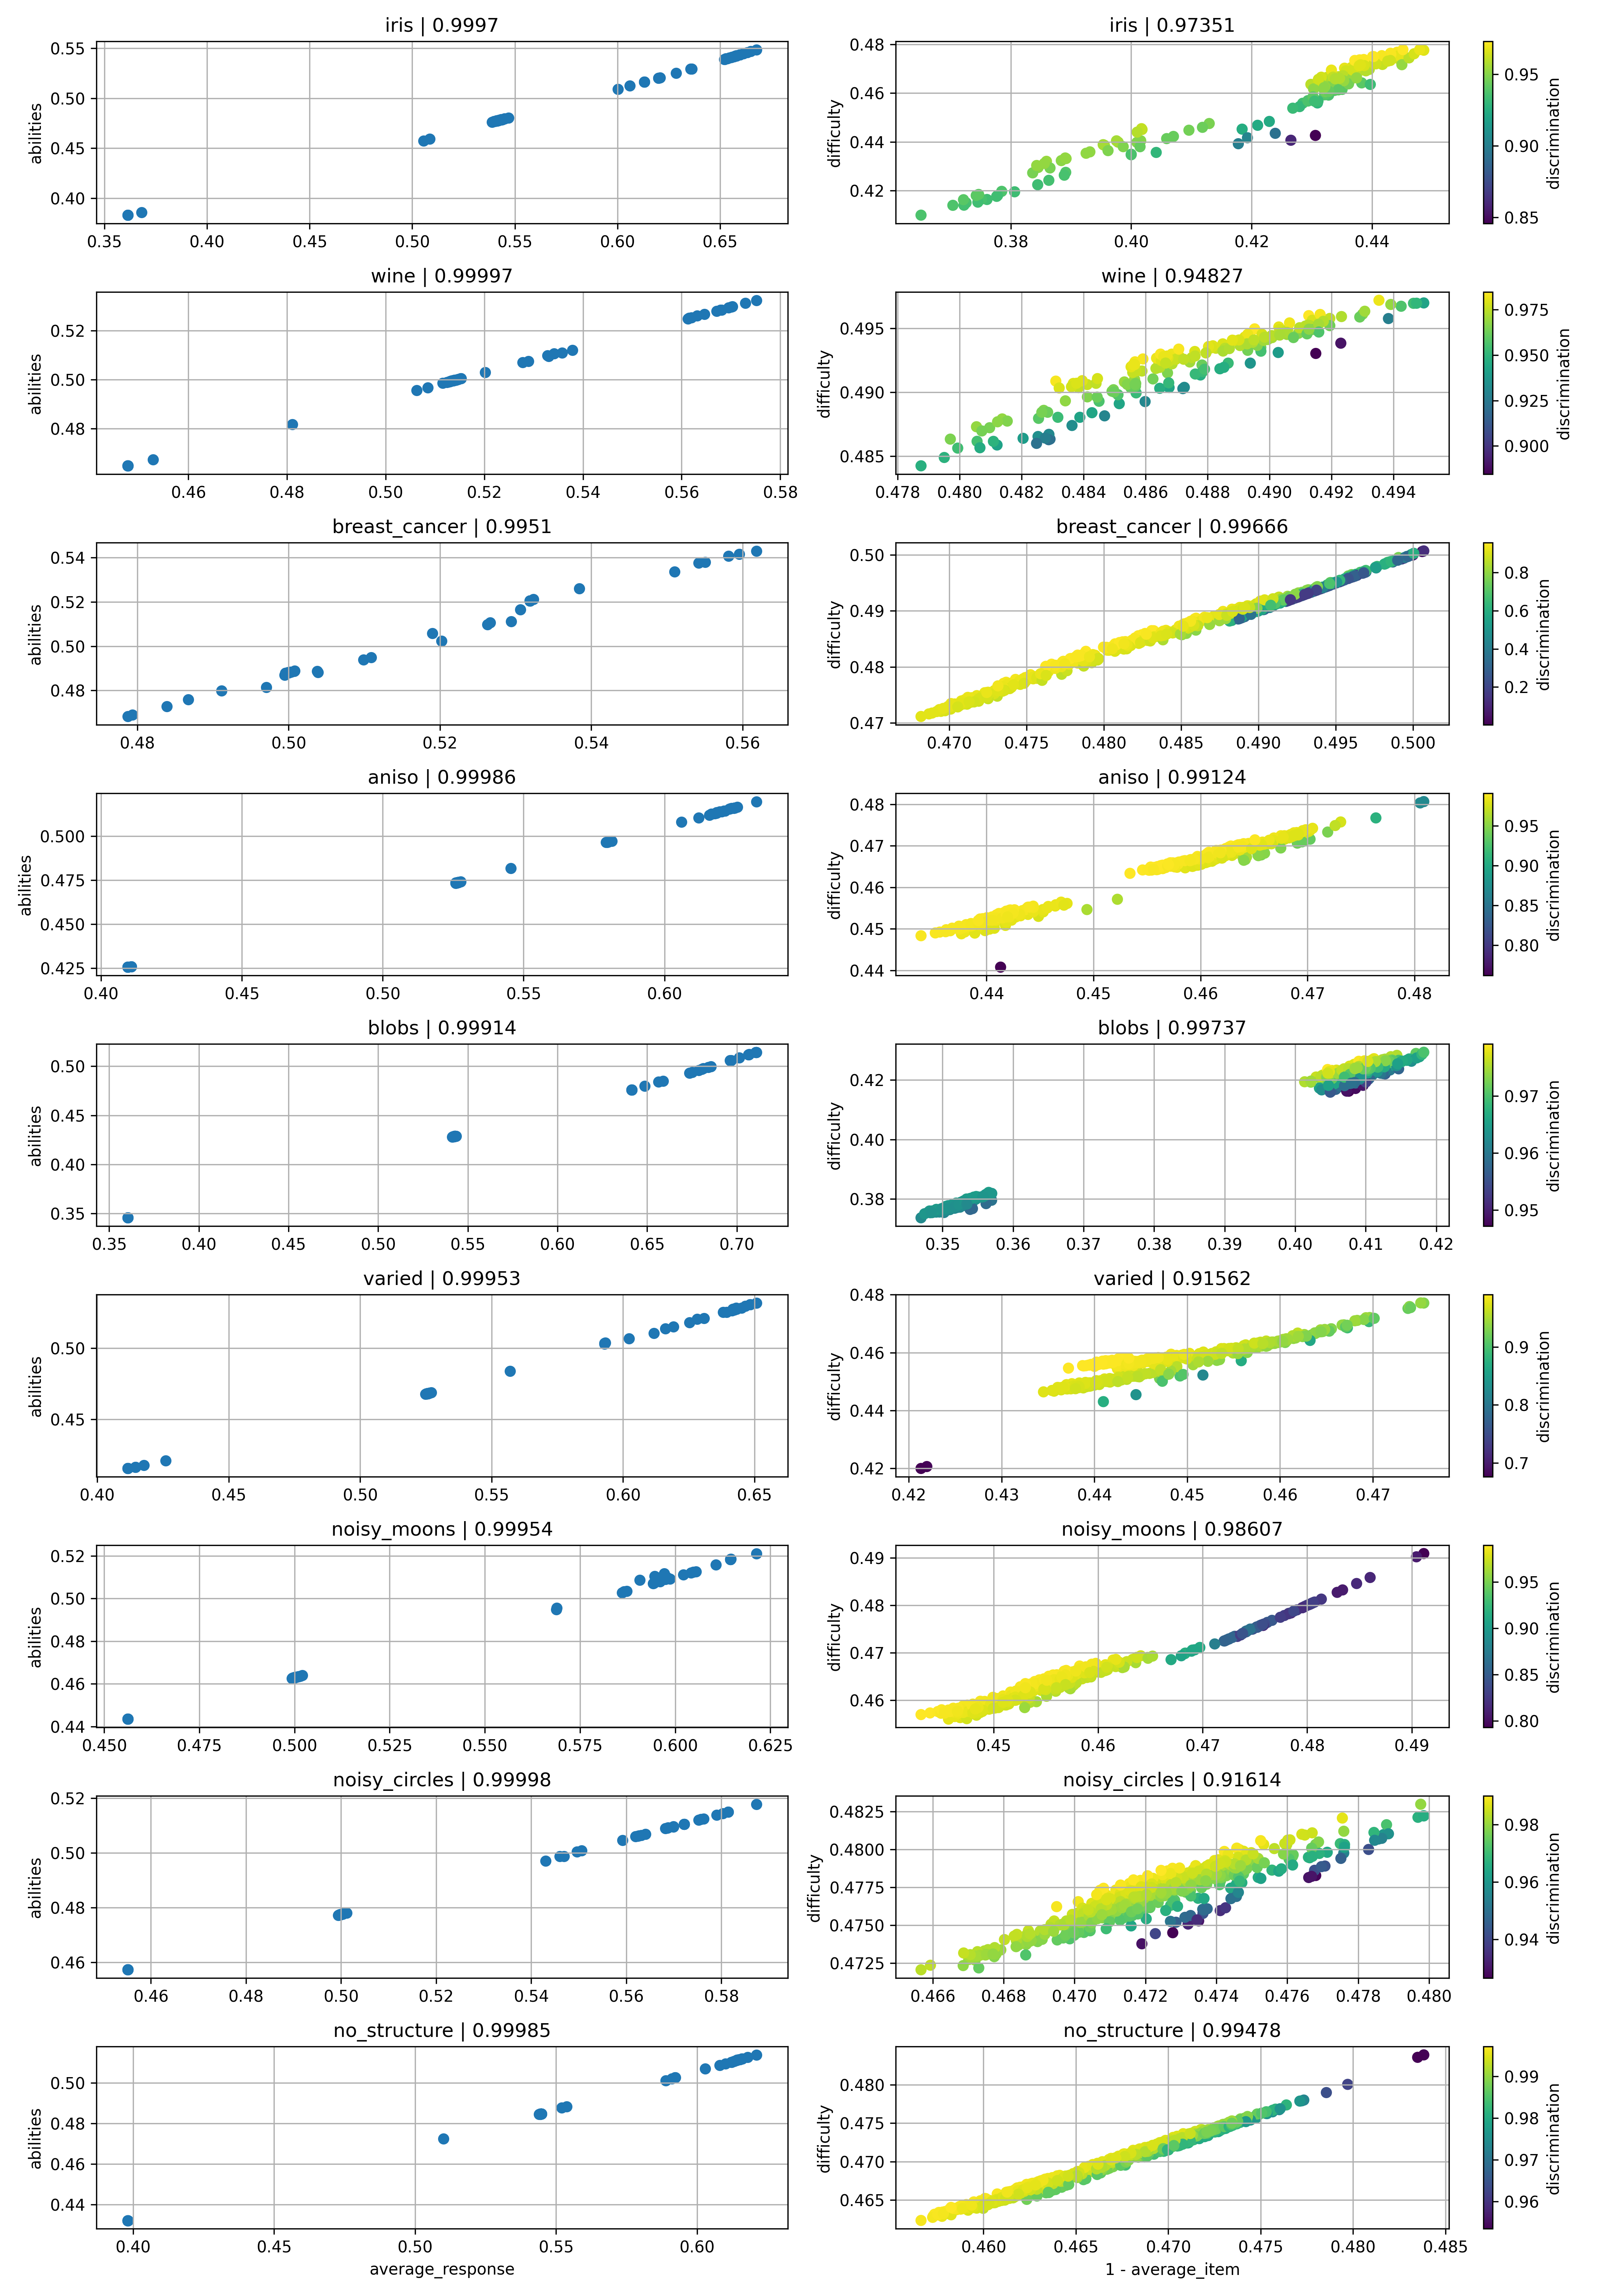 iris | 0.9997
abilities
0.55
0.50
0.45
0.40
0.35 0.40 0.45 0.50 0.55 0.60 0.65
iris | 0.97351
difficulty
0.48
0.46
0.44
0.42
0.38 0.40 0.42 0.44
0.95
0.90
0.85
discrimination
wine | 0.99997
abilities
0.52
0.50
0.48
0.46 0.48 0.50 0.52 0.54 0.56 0.58
wine | 0.94827
difficulty
0.495
0.490
0.485
0.478 0.480 0.482 0.484 0.486 0.488 0.490 0.492 0.494
0.975
0.950
0.925
0.900
discrimination
breast_cancer | 0.9951
abilities
0.54
0.52
0.50
0.48
0.48 0.50 0.52 0.54 0.56
breast_cancer | 0.99666
difficulty
0.50
0.49
0.48
0.47
0.470 0.475 0.480 0.485 0.490 0.495 0.500
0.8
0.6
0.4
0.2
discrimination
aniso | 0.99986
abilities
0.500
0.475
0.450
0.425
0.40 0.45 0.50 0.55 0.60
aniso | 0.99124
difficulty
0.48
0.47
0.46
0.45
0.44
0.44 0.45 0.46 0.47 0.48
0.95
0.90
0.85
0.80
discrimination
blobs | 0.99914
abilities
0.50
0.45
0.40
0.35
0.35 0.40 0.45 0.50 0.55 0.60 0.65 0.70
blobs | 0.99737
difficulty
0.42
0.40
0.38
0.35 0.36 0.37 0.38 0.39 0.40 0.41 0.42
0.97
0.96
0.95
discrimination
varied | 0.99953
abilities
0.50
0.45
0.40 0.45 0.50 0.55 0.60 0.65
varied | 0.91562
difficulty
0.48
0.46
0.44
0.42
0.42 0.43 0.44 0.45 0.46 0.47
0.9
0.8
0.7
discrimination
noisy_moons | 0.99954
abilities
0.52
0.50
0.48
0.46
0.44
0.450 0.475 0.500 0.525 0.550 0.575 0.600 0.625
noisy_moons | 0.98607
difficulty
0.49
0.48
0.47
0.46
0.45 0.46 0.47 0.48 0.49
0.95
0.90
0.85
0.80
discrimination
noisy_circles | 0.99998
abilities
0.52
0.50
0.48
0.46
0.46 0.48 0.50 0.52 0.54 0.56 0.58
noisy_circles | 0.91614
difficulty
0.4825
0.4800
0.4775
0.4750
0.4725
0.466 0.468 0.470 0.472 0.474 0.476 0.478 0.480
0.98
0.96
0.94
discrimination
no_structure | 0.99985
abilities
0.50
0.48
0.46
0.44
0.40 0.45 0.50 0.55 0.60
average_response
no_structure | 0.99478
difficulty
0.480
0.475
0.470
0.465
0.460 0.465 0.470 0.475 0.480 0.485
1 - average_item
0.99
0.98
0.97
0.96
discrimination